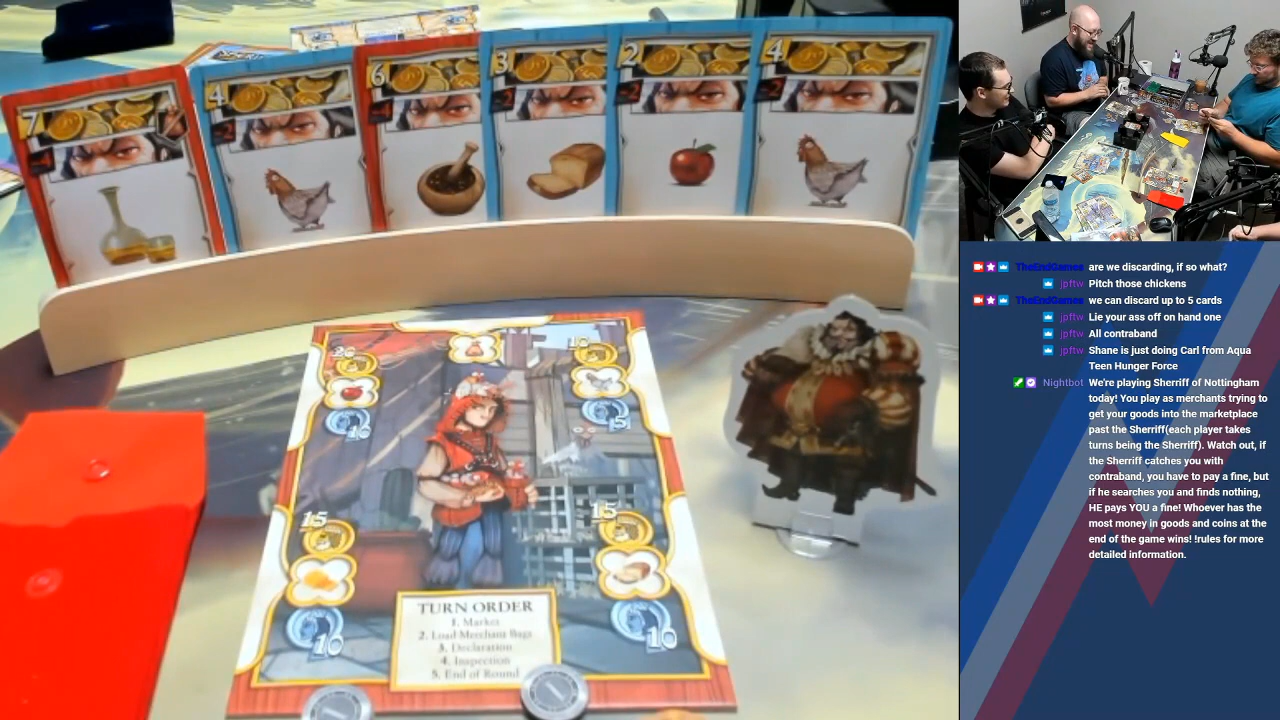 7
4
6
3
2
4
-2
-2
-2
-2
20
10
10
15
15
15
10
10
TURN ORDER
1. Market
2. Load Merchant Bags
3. Declaration
4. Inspection
5. End of Round
TheEndGames are we discarding, if so what?
jpftw Pitch those chickens
TheEndGames we can discard up to 5 cards
jpftw Lie your ass off on hand one
jpftw All contraband
jpftw Shane is just doing Carl from Aqua
Teen Hunger Force
Nightbot We're playing Sherriff of Nottingham
today! You play as merchants trying to
get your goods into the marketplace
past the Sherriff(each player takes
turns being the Sherriff). Watch out, if
the Sherriff catches you with
contraband, you have to pay a fine, but
if he searches you and finds nothing,
HE pays YOU a fine! Whoever has the
most money in goods and coins at the
end of the game wins! !rules for more
detailed information.